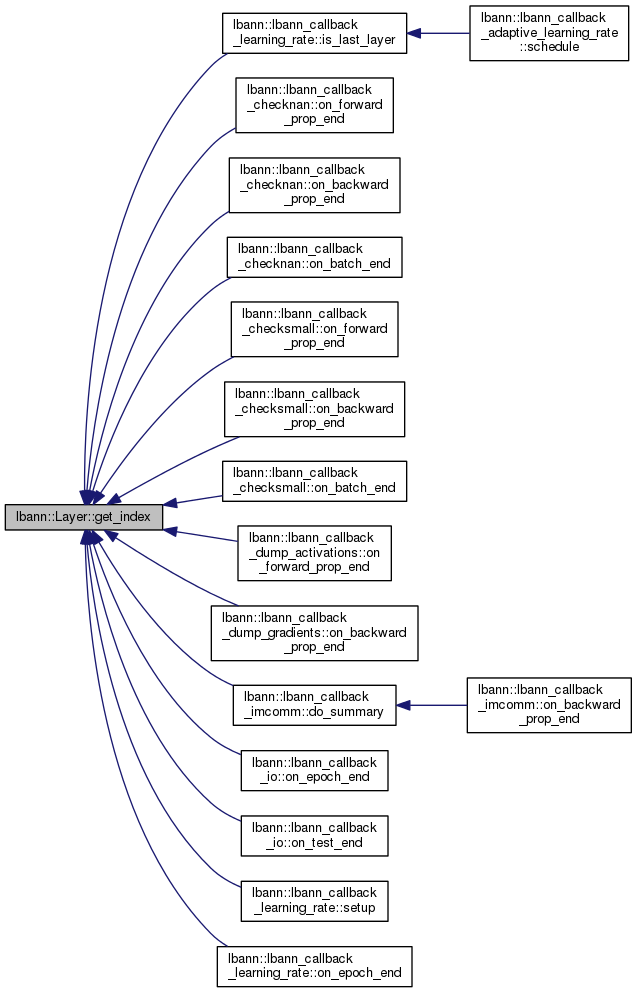 lbann::lbann_callback
_learning_rate::is_last_layer
lbann::lbann_callback
_adaptive_learning_rate
::schedule
lbann::lbann_callback
_checknan::on_forward
_prop_end
lbann::lbann_callback
_checknan::on_backward
_prop_end
lbann::lbann_callback
_checknan::on_batch_end
lbann::lbann_callback
_checksmall::on_forward
_prop_end
lbann::lbann_callback
_checksmall::on_backward
_prop_end
lbann::lbann_callback
_checksmall::on_batch_end
lbann::Layer::get_index
lbann::lbann_callback
_dump_activations::on
_forward_prop_end
lbann::lbann_callback
_dump_gradients::on_backward
_prop_end
lbann::lbann_callback
_imcomm::do_summary
lbann::lbann_callback
_imcomm::on_backward
_prop_end
lbann::lbann_callback
_io::on_epoch_end
lbann::lbann_callback
_io::on_test_end
lbann::lbann_callback
_learning_rate::setup
lbann::lbann_callback
_learning_rate::on_epoch_end